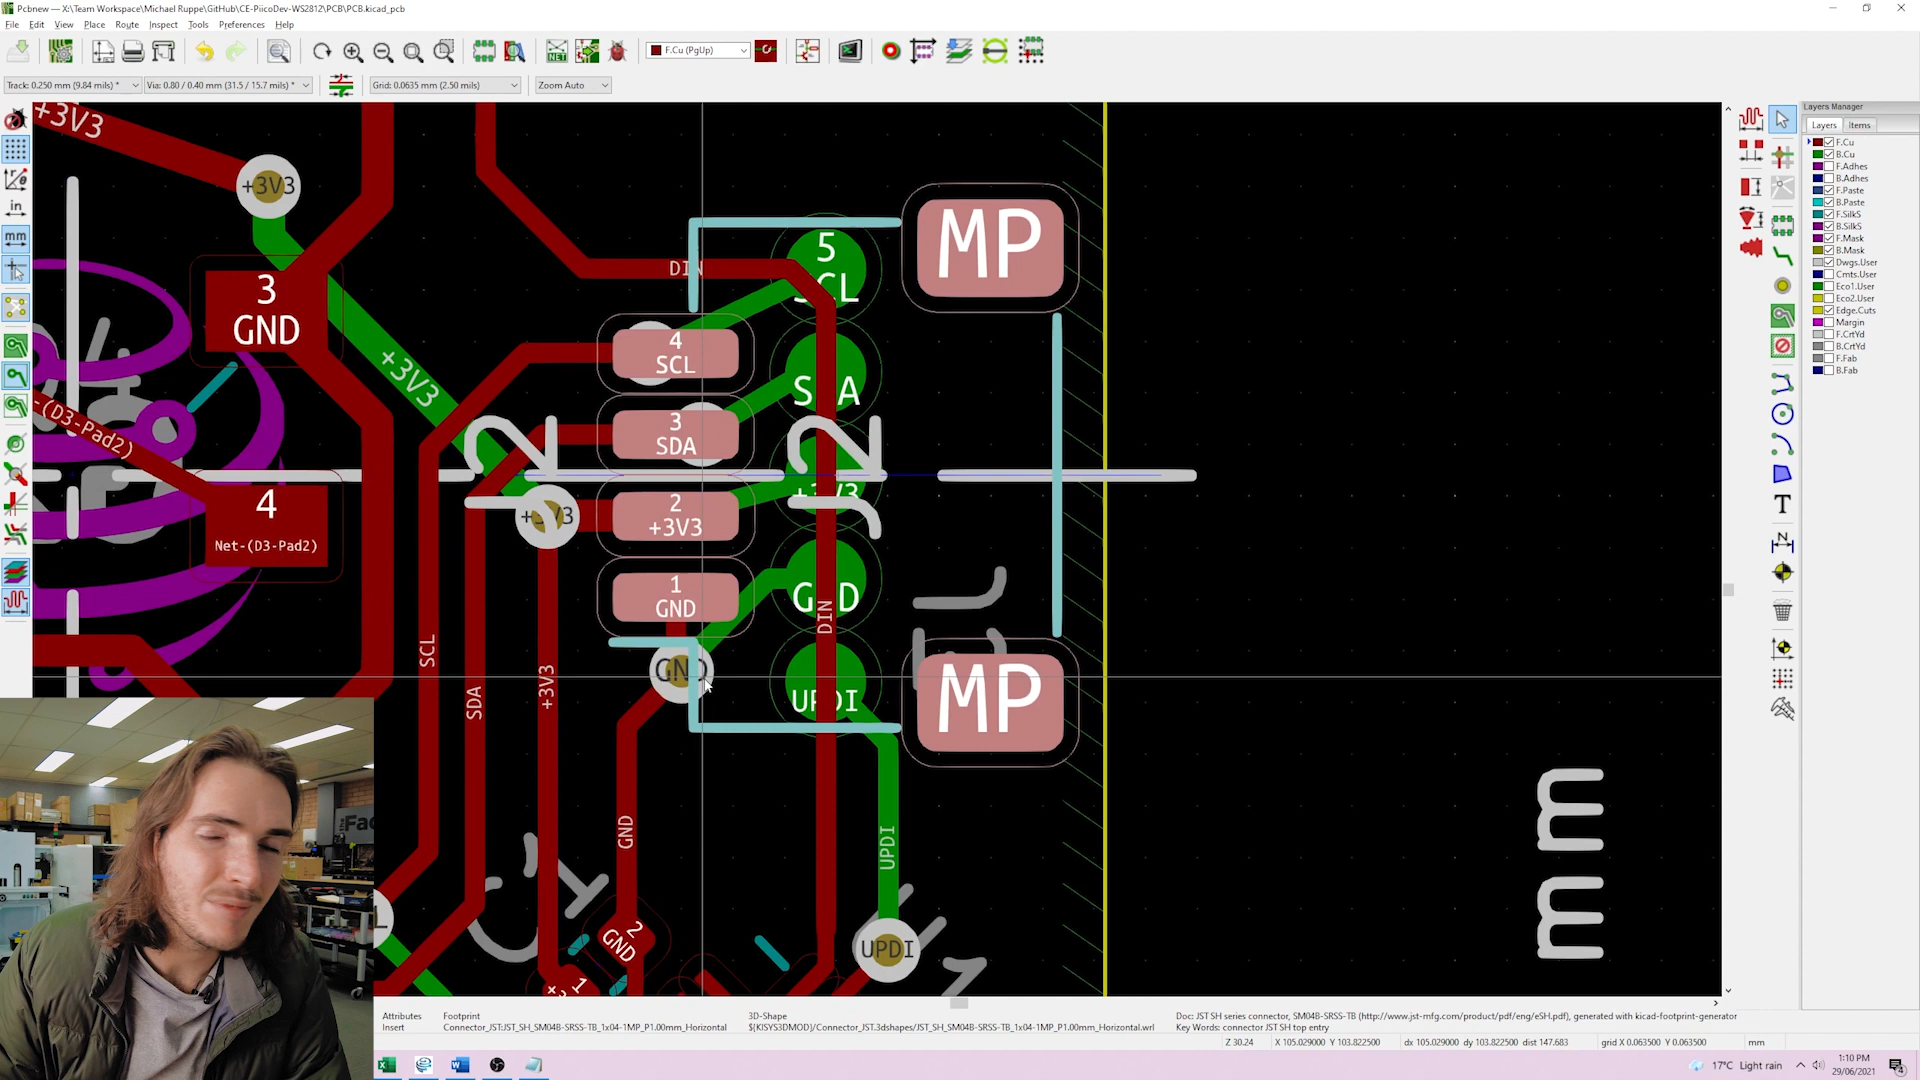 Pcbnew — X:\Team Workspace\Michael Ruppe\GitHub\CE-PiicoDev-WS2812\PCB\PCB.kicad_pcb
File Edit View Place Route Inspect Tools Preferences Help
F.Cu (PgUp)
Track: 0.250 mm (9.84 mils) * Via: 0.80 / 0.40 mm (31.5 / 15.7 mils) * Grid: 0.0635 mm (2.50 mils) Zoom Auto
Layers Manager
Layers Items
F.Cu
B.Cu
F.Adhes
B.Adhes
F.Paste
B.Paste
F.SilkS
B.SilkS
F.Mask
B.Mask
Dwgs.User
Cmts.User
Eco1.User
Eco2.User
Edge.Cuts
Margin
F.CrtYd
B.CrtYd
F.Fab
B.Fab
in
mm
+3V3
+3V3
3
GND
+3V3
-(D3-Pad2)
4
Net-(D3-Pad2)
DIN
5
SCL
MP
4
SCL
3
SDA
2
+3V3
1
GND
+3V3
J2
GND
DIN
UPDI
MP
SCL
SDA
+3V3
GND
GND
UPDI
UPDI
2
GND
1
mm
Attributes
Insert
Footprint
Connector_JST:JST_SH_SM04B-SRSS-TB_1x04-1MP_P1.00mm_Horizontal
3D-Shape
${KISYS3DMOD}/Connector_JST.3dshapes/JST_SH_SM04B-SRSS-TB_1x04-1MP_P1.00mm_Horizontal.wrl
Doc: JST SH series connector, SM04B-SRSS-TB (http://www.jst-mfg.com/product/pdf/eng/eSH.pdf), generated with kicad-footprint-generator
Key Words: connector JST SH top entry
Z 30.24 X 105.029000 Y 103.822500 dx 105.029000 dy 103.822500 dist 147.683 grid X 0.063500 Y 0.063500 mm
17°C Light rain
1:10 PM
29/06/2021